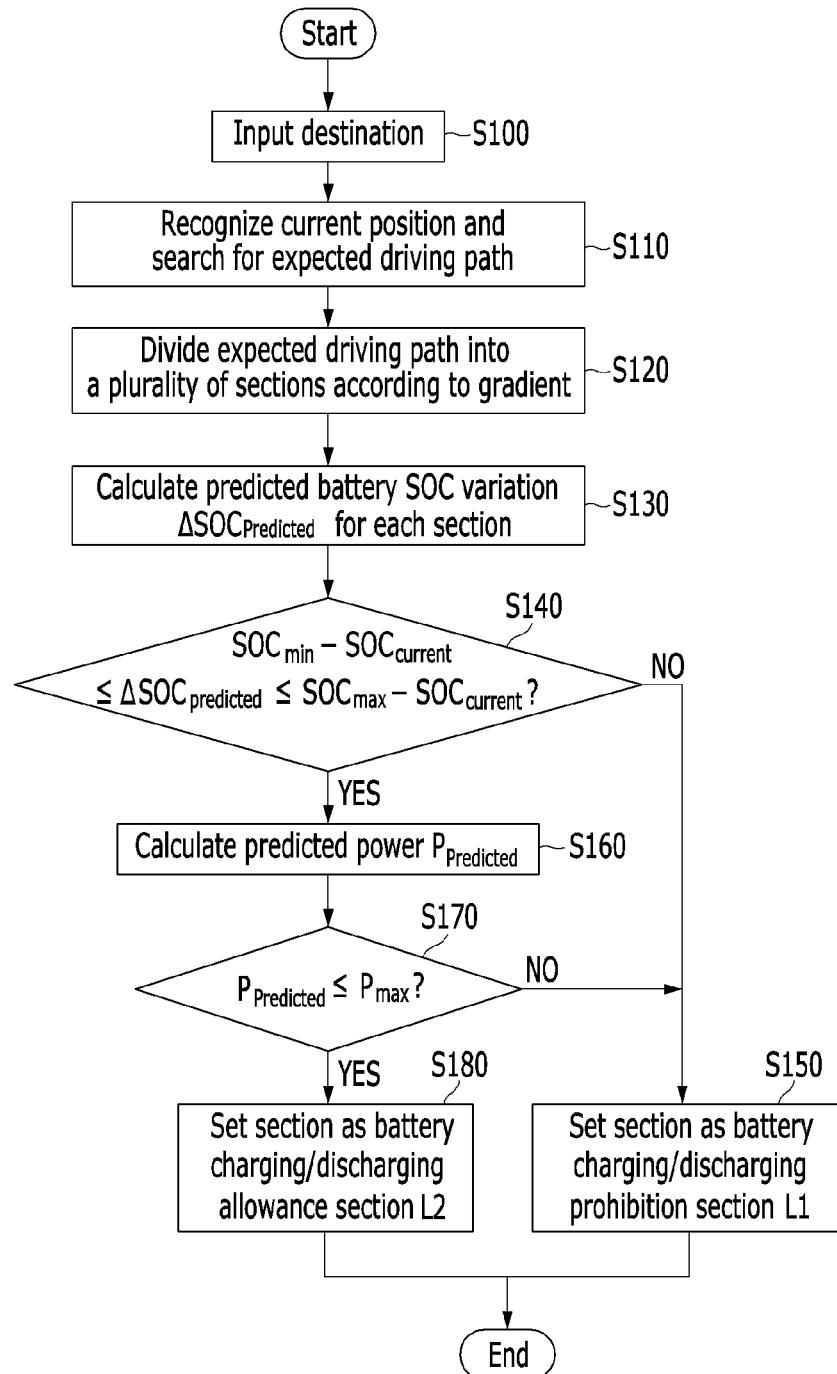 Start
Input destination
S100
Recognize current position and
search for expected driving path
S110
Divide expected driving path into
a plurality of sections according to gradient
S120
Calculate predicted battery SOC variation
ΔSOCPredicted for each section
S130
S140
SOCmin – SOCcurrent
≤ ΔSOCpredicted ≤ SOCmax – SOCcurrent?
NO
YES
Calculate predicted power PPredicted
S160
S170
PPredicted ≤ Pmax?
NO
YES
S180
Set section as battery
charging/discharging
allowance section L2
S150
Set section as battery
charging/discharging
prohibition section L1
End